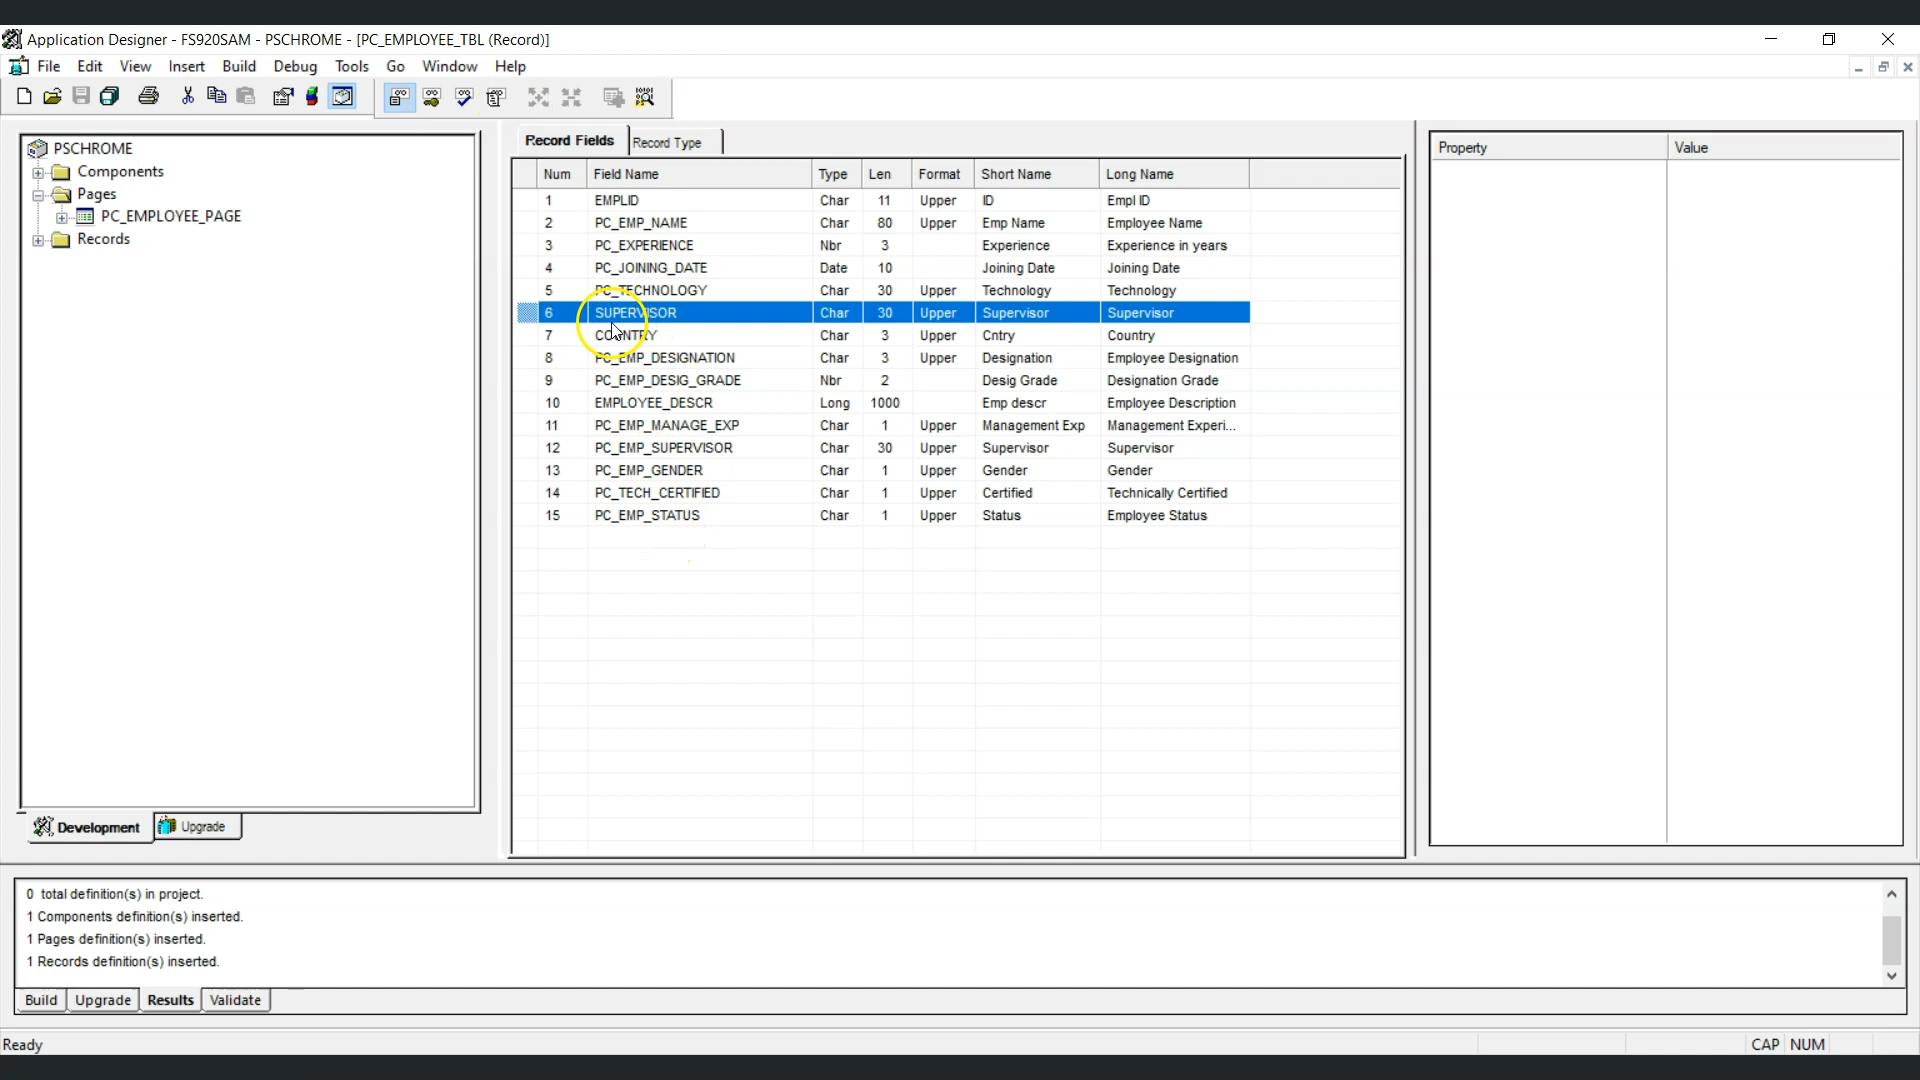 Application Designer - FS920SAM - PSCHROME - [PC_EMPLOYEE_TBL (Record)]
File Edit View Insert Build Debug Tools Go Window Help
PSCHROME
Components
Pages
PC_EMPLOYEE_PAGE
Records
Development Upgrade
Record Fields Record Type
Num Field Name Type Len Format Short Name Long Name
1 EMPLID Char 11 Upper ID Empl ID
2 PC_EMP_NAME Char 80 Upper Emp Name Employee Name
3 PC_EXPERIENCE Nbr 3 Experience Experience in years
4 PC_JOINING_DATE Date 10 Joining Date Joining Date
5 PC_TECHNOLOGY Char 30 Upper Technology Technology
6 SUPERVISOR Char 30 Upper Supervisor Supervisor
7 COUNTRY Char 3 Upper Cntry Country
8 PC_EMP_DESIGNATION Char 3 Upper Designation Employee Designation
9 PC_EMP_DESIG_GRADE Nbr 2 Desig Grade Designation Grade
10 EMPLOYEE_DESCR Long 1000 Emp descr Employee Description
11 PC_EMP_MANAGE_EXP Char 1 Upper Management Exp Management Experi...
12 PC_EMP_SUPERVISOR Char 30 Upper Supervisor Supervisor
13 PC_EMP_GENDER Char 1 Upper Gender Gender
14 PC_TECH_CERTIFIED Char 1 Upper Certified Technically Certified
15 PC_EMP_STATUS Char 1 Upper Status Employee Status
Property Value
0 total definition(s) in project.
1 Components definition(s) inserted.
1 Pages definition(s) inserted.
1 Records definition(s) inserted.
Build Upgrade Results Validate
Ready CAP NUM